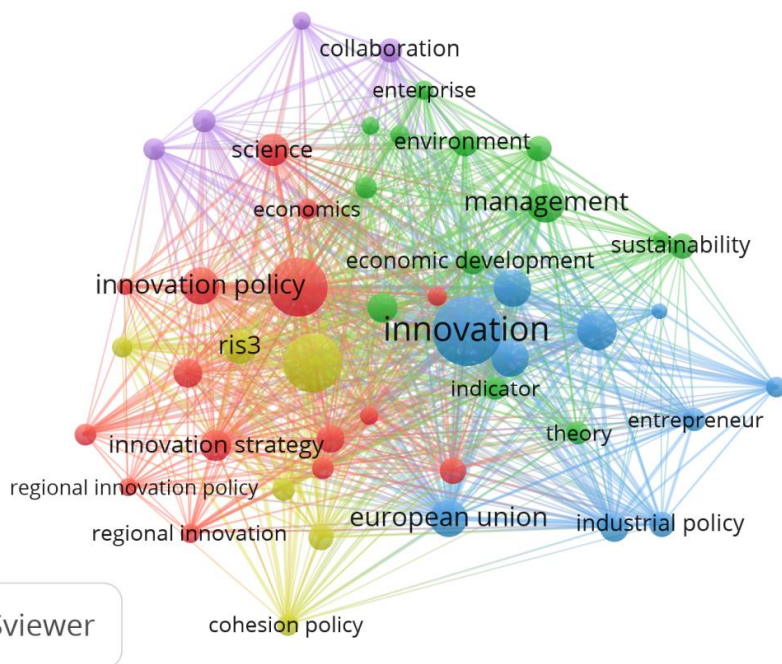 collaboration
enterprise
environment
science
management
economics
sustainability
economic development
innovation policy
innovation
ris3
indicator
entrepreneur
theory
innovation strategy
regional innovation policy
european union
industrial policy
regional innovation
cohesion policy
viewer